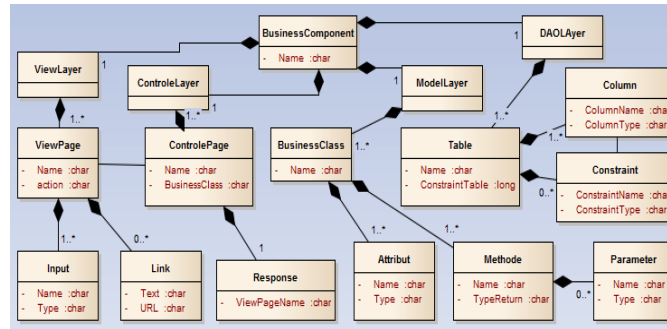 BusinessComponent
- Name :char
DAOLAyer
1
1
ViewLayer
ControleLayer
1
1
ModelLayer
Column
- ColumnName :char
- ColumnType :char
1..*
1..*
1..*
1..*
1..*
ViewPage
- Name :char
- action :char
ControlePage
- Name :char
- BusinessClass :char
BusinessClass
- Name :char
Table
- Name :char
- ConstraintTable :long
0..*
Constraint
- ConstraintName :char
- ConstraintType :char
1..*
0..*
1
1..*
1..*
Input
- Name :char
- Type :char
Link
- Text :char
- URL :char
Response
- ViewPageName :char
Attribut
- Name :char
- Type :char
Methode
- Name :char
- TypeReturn :char
0..*
Parameter
- Name :char
- Type :char